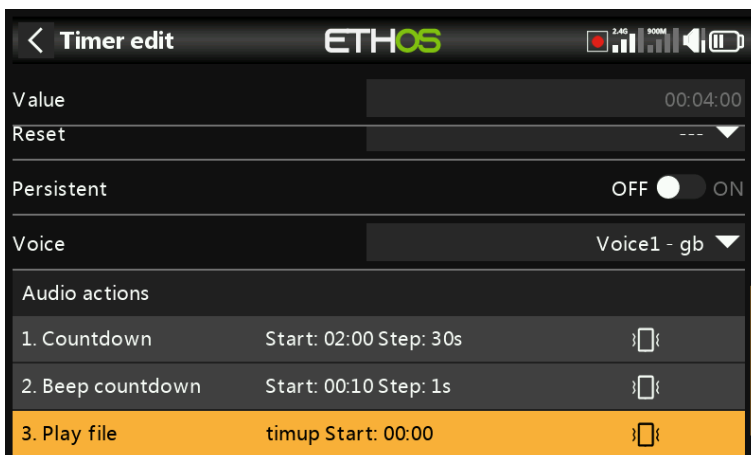 Timer edit ETHOS 2.4G 900M
Value 00:04:00
Reset ---
Persistent OFF ON
Voice Voice1 - gb
Audio actions
1. Countdown Start: 02:00 Step: 30s
2. Beep countdown Start: 00:10 Step: 1s
3. Play file timup Start: 00:00